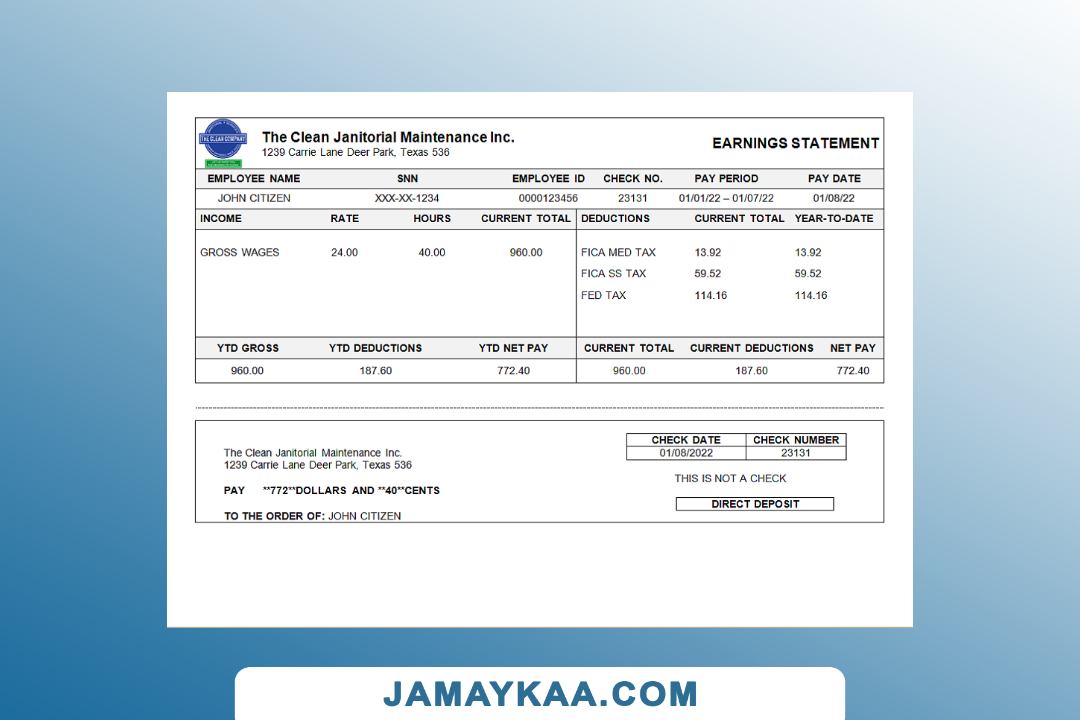 THE CLEAN COMPANY
The Clean Janitorial Maintenance Inc.
1239 Carrie Lane Deer Park, Texas 536
EARNINGS STATEMENT
EMPLOYEE NAME SNN EMPLOYEE ID CHECK NO. PAY PERIOD PAY DATE
JOHN CITIZEN XXX-XX-1234 0000123456 23131 01/01/22 – 01/07/22 01/08/22
INCOME RATE HOURS CURRENT TOTAL DEDUCTIONS CURRENT TOTAL YEAR-TO-DATE
GROSS WAGES 24.00 40.00 960.00 FICA MED TAX 13.92 13.92
FICA SS TAX 59.52 59.52
FED TAX 114.16 114.16
YTD GROSS YTD DEDUCTIONS YTD NET PAY CURRENT TOTAL CURRENT DEDUCTIONS NET PAY
960.00 187.60 772.40 960.00 187.60 772.40
The Clean Janitorial Maintenance Inc.
1239 Carrie Lane Deer Park, Texas 536
PAY **772**DOLLARS AND **40**CENTS
TO THE ORDER OF: JOHN CITIZEN
CHECK DATE CHECK NUMBER
01/08/2022 23131
THIS IS NOT A CHECK
DIRECT DEPOSIT
JAMAYKAA.COM